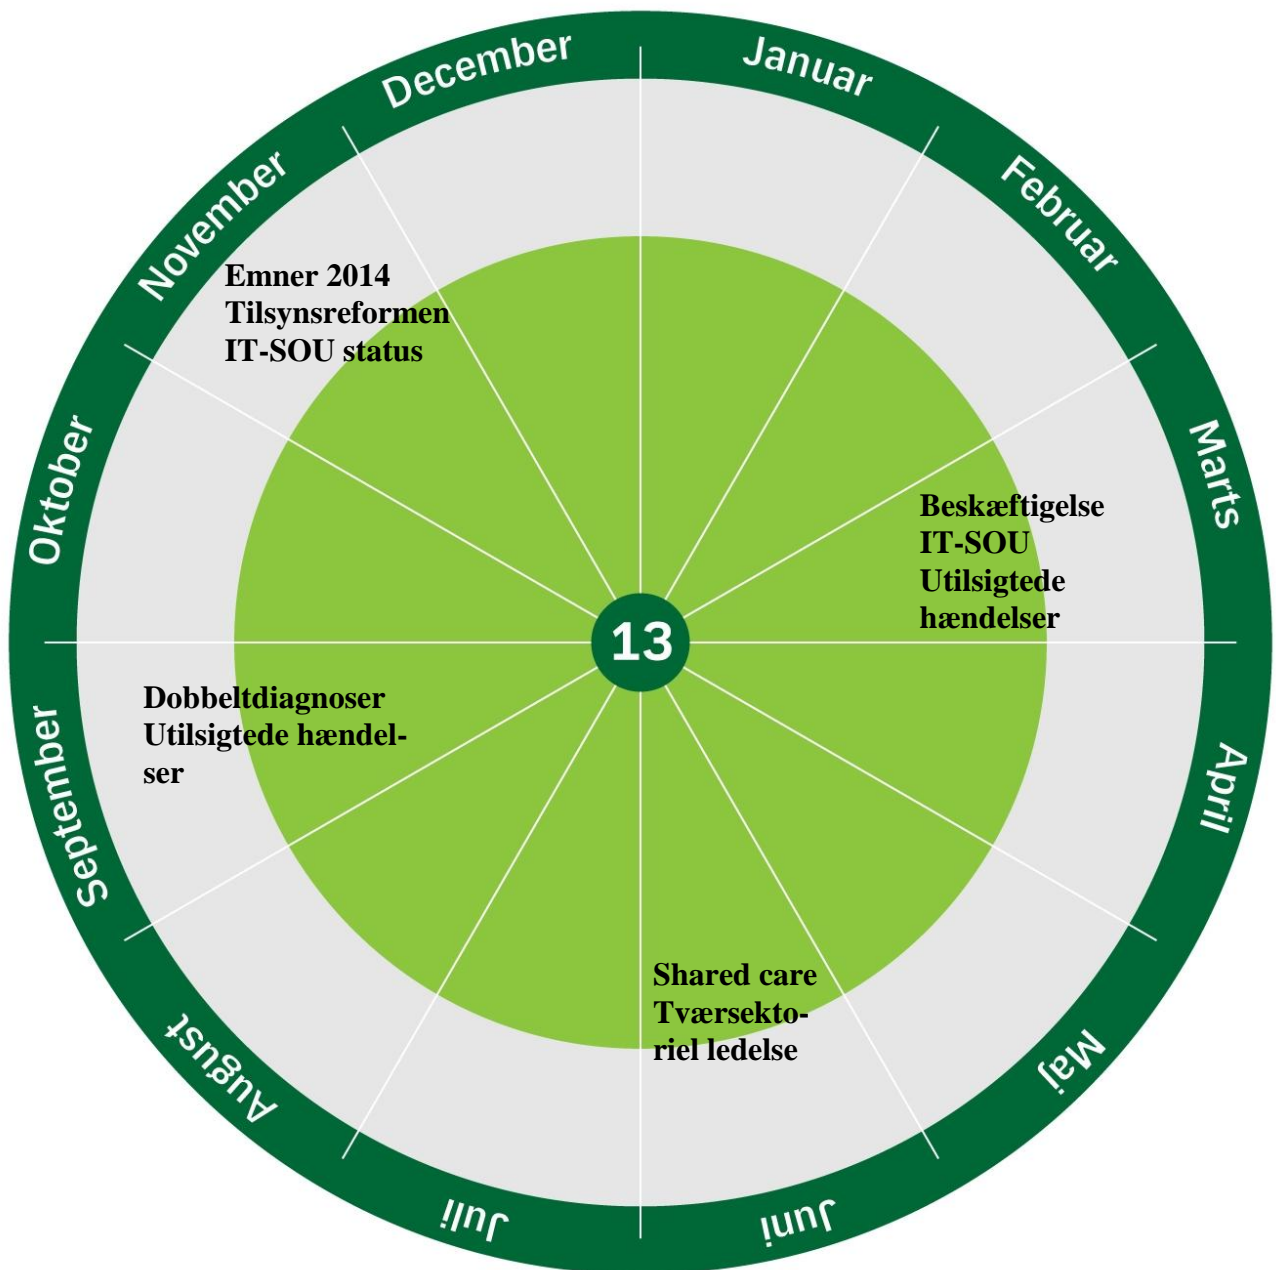 Januar
Februar
Marts
April
Maj
Juni
Juli
August
September
Oktober
November
December
Emner 2014
Tilsynsreformen
IT-SOU status
Beskæftigelse
IT-SOU
Utilsigtede
hændelser
13
Dobbeltdiagnoser
Utilsigtede hændel-
ser
Shared care
Tværsekto-
riel ledelse